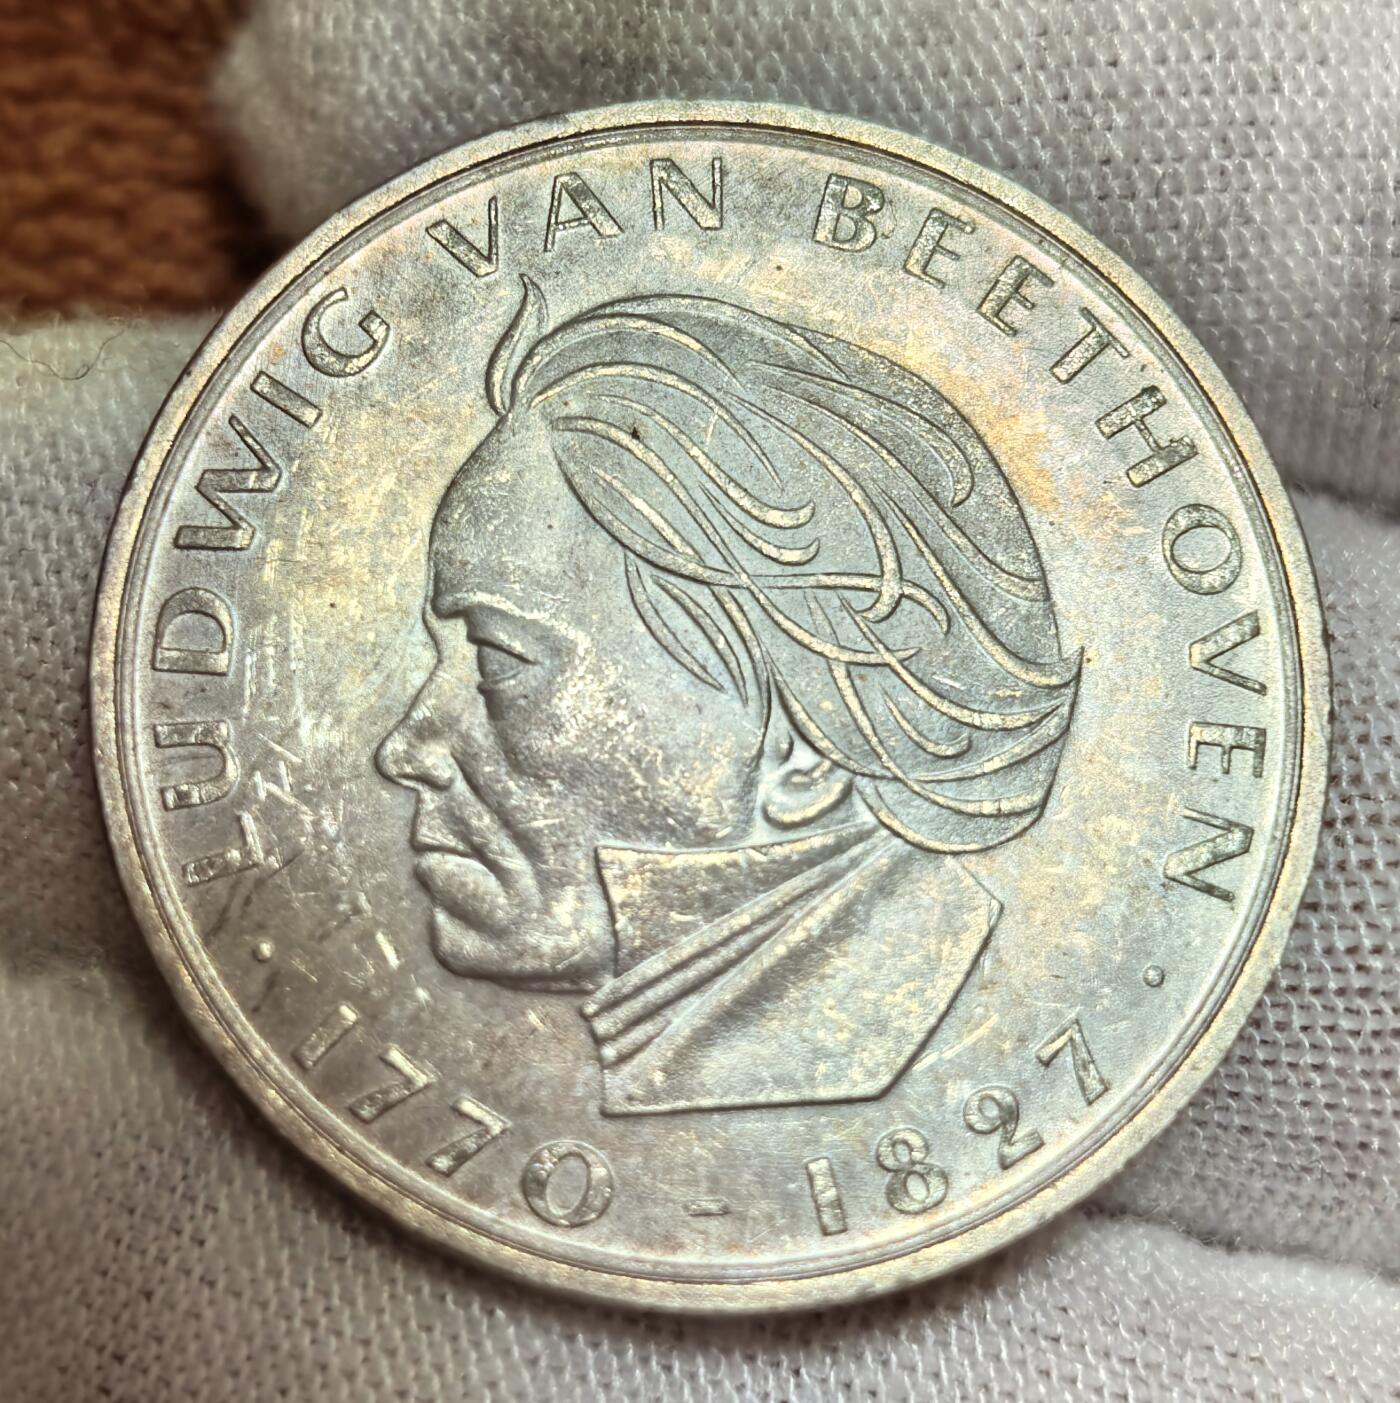 LUDWIG VAN BEETHOVEN
· 1770 - 1827 ·